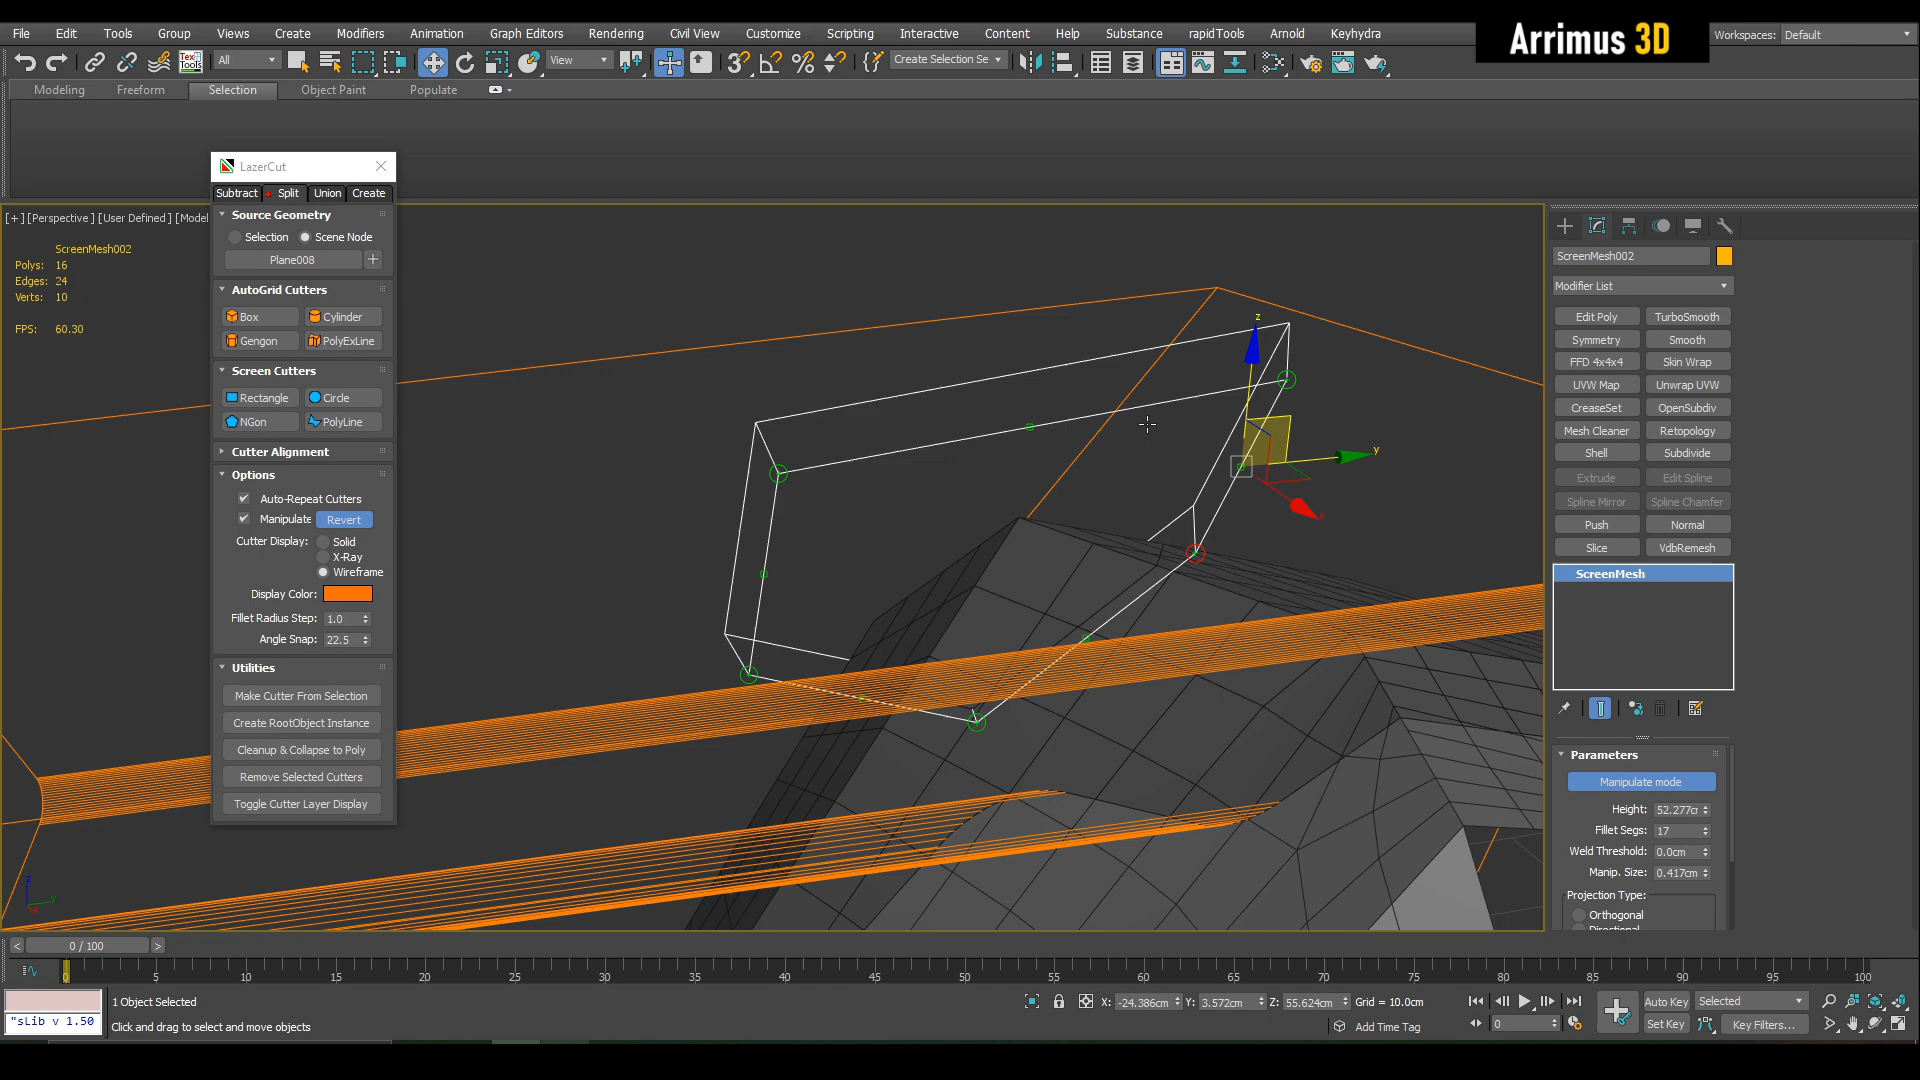 File Edit Tools Group Views Create Modifiers Animation Graph Editors Rendering Civil View Customize Scripting Interactive Content Help Substance rapidTools Arnold Keyhydra
Arrimus 3D
Workspaces: Default
All
View
Create Selection Se
Modeling Freeform Selection Object Paint Populate
LazerCut
Subtract Split Union Create
Source Geometry
Selection Scene Node
Plane008 +
AutoGrid Cutters
Box Cylinder
Gengon PolyExLine
Screen Cutters
Rectangle Circle
NGon PolyLine
Cutter Alignment
Options
Auto-Repeat Cutters
Manipulate Revert
Cutter Display: Solid
X-Ray
Wireframe
Display Color:
Fillet Radius Step: 1.0
Angle Snap: 22.5
Utilities
Make Cutter From Selection
Create RootObject Instance
Cleanup & Collapse to Poly
Remove Selected Cutters
Toggle Cutter Layer Display
[+] [Perspective ] [User Defined ] [Model
ScreenMesh002
Polys: 16
Edges: 24
Verts: 10
FPS: 60.30
z
y
x
ScreenMesh002
Modifier List
Edit Poly TurboSmooth
Symmetry Smooth
FFD 4x4x4 Skin Wrap
UVW Map Unwrap UVW
CreaseSet OpenSubdiv
Mesh Cleaner Retopology
Shell Subdivide
Extrude Edit Spline
Spline Mirror Spline Chamfer
Push Normal
Slice VdbRemesh
ScreenMesh
Parameters
Manipulate mode
Height: 52.277cr
Fillet Segs: 17
Weld Threshold: 0.0cm
Manip. Size: 0.417cm
Projection Type:
Orthogonal
Directional
< 0 / 100 >
0 5 10 15 20 25 30 35 40 45 50 55 60 65 70 75 80 85 90 95 100
1 Object Selected
X: -24.386cm Y: 3.572cm Z: 55.624cm Grid = 10.0cm
Auto Key Selected
"sLib v 1.50
Click and drag to select and move objects
Add Time Tag
0
Set Key Key Filters...